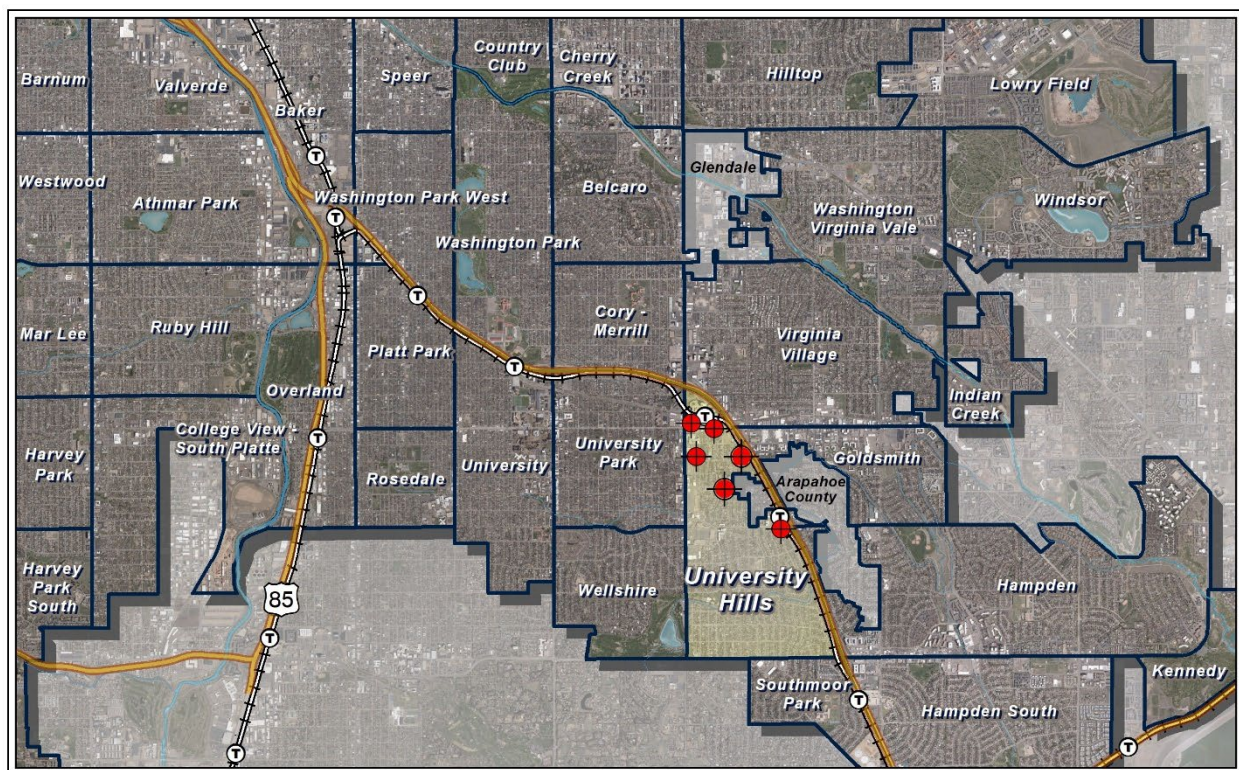 Country
Club
Cherry
Creek
Barnum
Valverde
Baker
Speer
Hilltop
Lowry Field
Westwood
Athmar Park
Washington Park West
Belcaro
Glendale
Washington
Virginia Vale
Windsor
Washington Park
Mar Lee
Ruby Hill
Platt Park
Cory -
Merrill
Virginia
Village
Overland
Indian
Creek
Harvey
Park
College View -
South Platte
Rosedale
University
University
Park
Goldsmith
Arapahoe
County
Harvey
Park
South
85
Wellshire
University
Hills
Hampden
Southmoor
Park
Hampden South
Kennedy
T
T
T
T
T
T
T
T
T
T
T